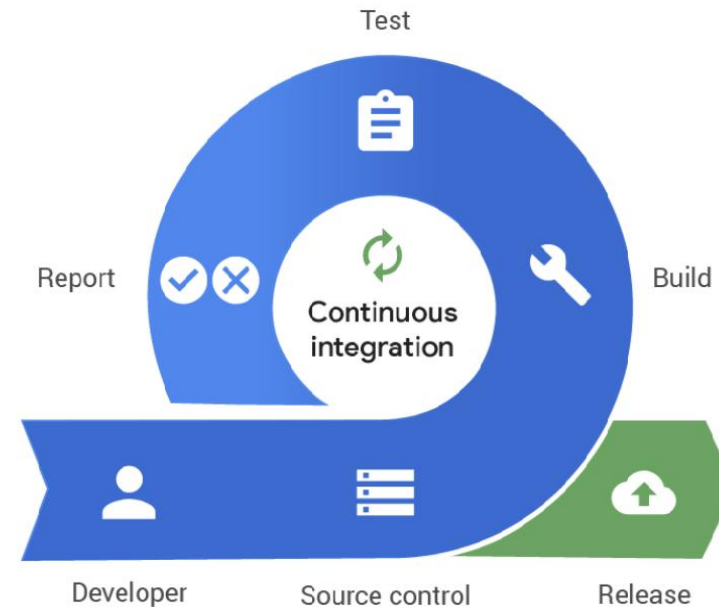 Test
Report
Continuous
integration
Build
Developer
Source control
Release